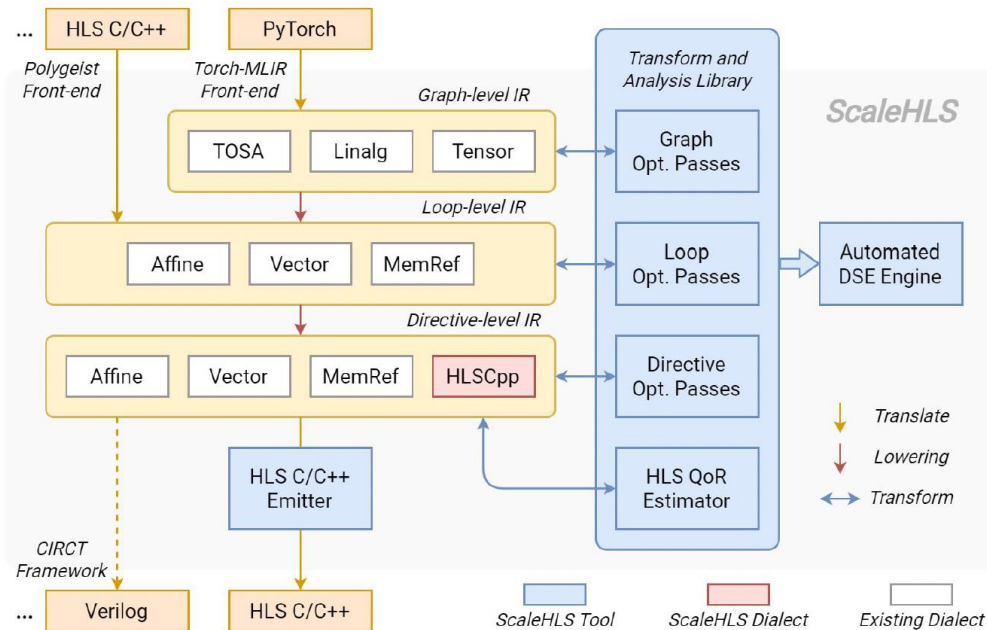 ... HLS C/C++
PyTorch
Polygeist
Front-end
Torch-MLIR
Front-end
Graph-level IR
TOSA
Linalg
Tensor
Loop-level IR
Affine
Vector
MemRef
Directive-level IR
Affine
Vector
MemRef
HLSCpp
HLS C/C++
Emitter
CIRCT
Framework
... Verilog
HLS C/C++
Transform and
Analysis Library
Graph
Opt. Passes
Loop
Opt. Passes
Directive
Opt. Passes
HLS QoR
Estimator
ScaleHLS
Automated
DSE Engine
Translate
Lowering
Transform
ScaleHLS Tool
ScaleHLS Dialect
Existing Dialect